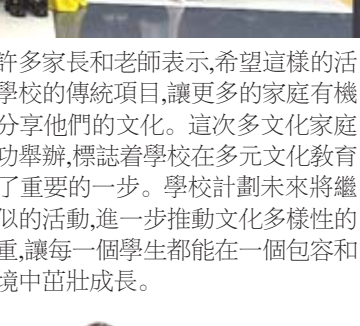 許多家長和老師表示,希望這樣的活
學校的傳統項目,讓更多的家庭有機
分享他們的文化。這次多文化家庭
功舉辦,標誌着學校在多元文化教育
了重要的一步。學校計劃未來將繼
似的活動,進一步推動文化多樣性的
重,讓每一個學生都能在一個包容和
境中茁壯成長。